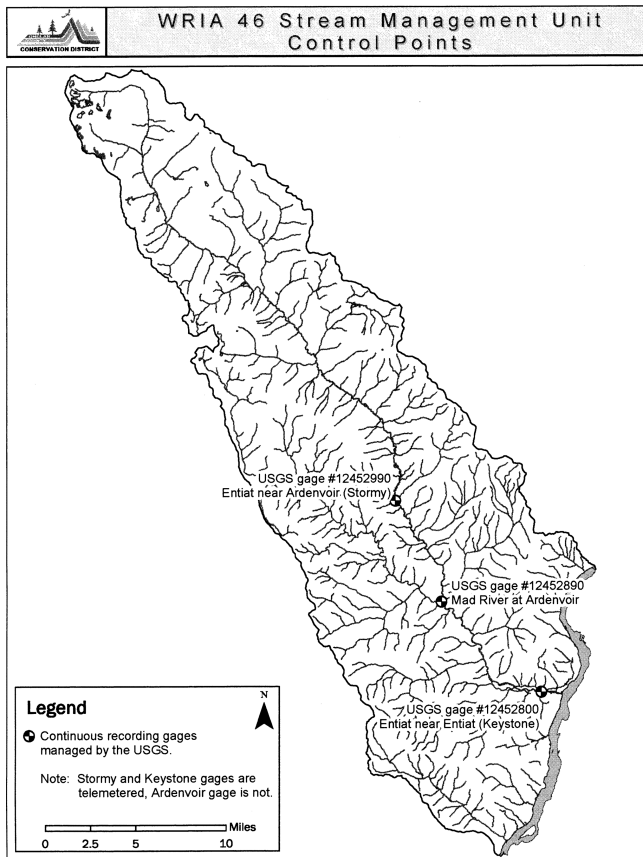 WRIA 46 Stream Management Unit
Control Points
CHELAN
CONSERVATION DISTRICT
USGS gage #12452990
Entiat near Ardenvoir (Stormy)
USGS gage #12452890
Mad River at Ardenvoir
USGS gage #12452800
Entiat near Entiat (Keystone)
Legend
N
Continuous recording gages
managed by the USGS.
Note: Stormy and Keystone gages are
telemetered, Ardenvoir gage is not.
Miles
0 2.5 5 10